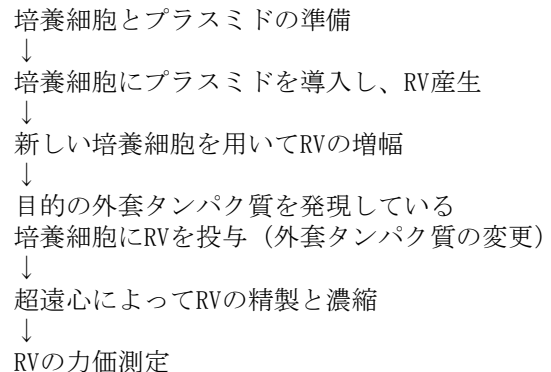 培養細胞とプラスミドの準備
↓
培養細胞にプラスミドを導入し、RV産生
↓
新しい培養細胞を用いてRVの増幅
↓
目的の外套タンパク質を発現している
培養細胞にRVを投与（外套タンパク質の変更）
↓
超遠心によってRVの精製と濃縮
↓
RVの力価測定